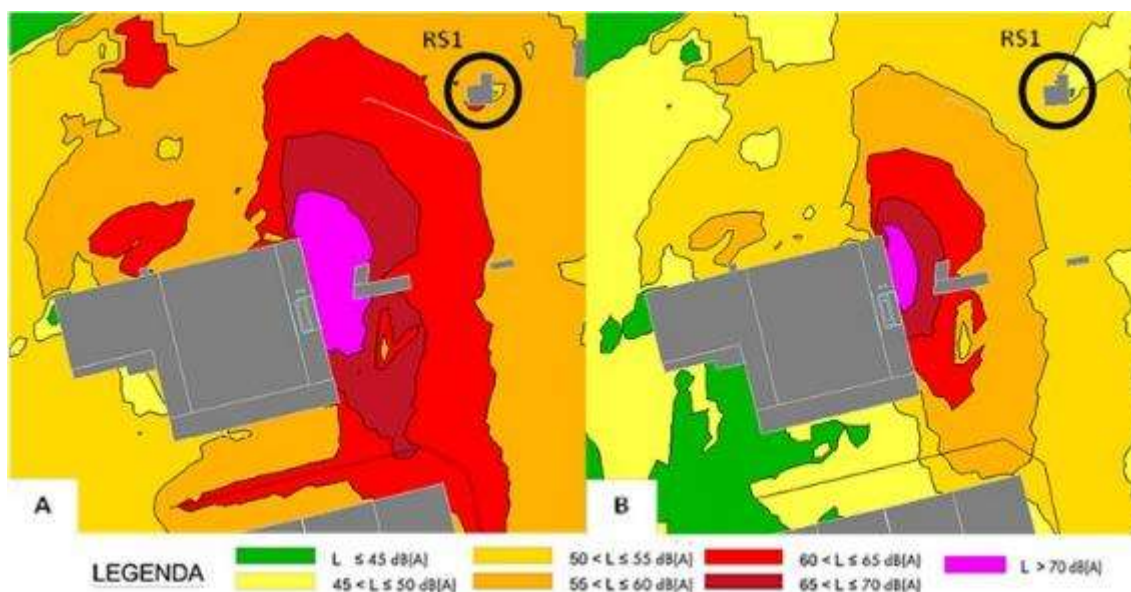 RS1
RS1
A
B
LEGENDA
L ≤ 45 dB[A]
50 < L ≤ 55 dB[A]
60 < L ≤ 65 dB[A]
L > 70 dB[A]
45 < L ≤ 50 dB[A]
55 < L ≤ 60 dB[A]
65 < L ≤ 70 dB[A]